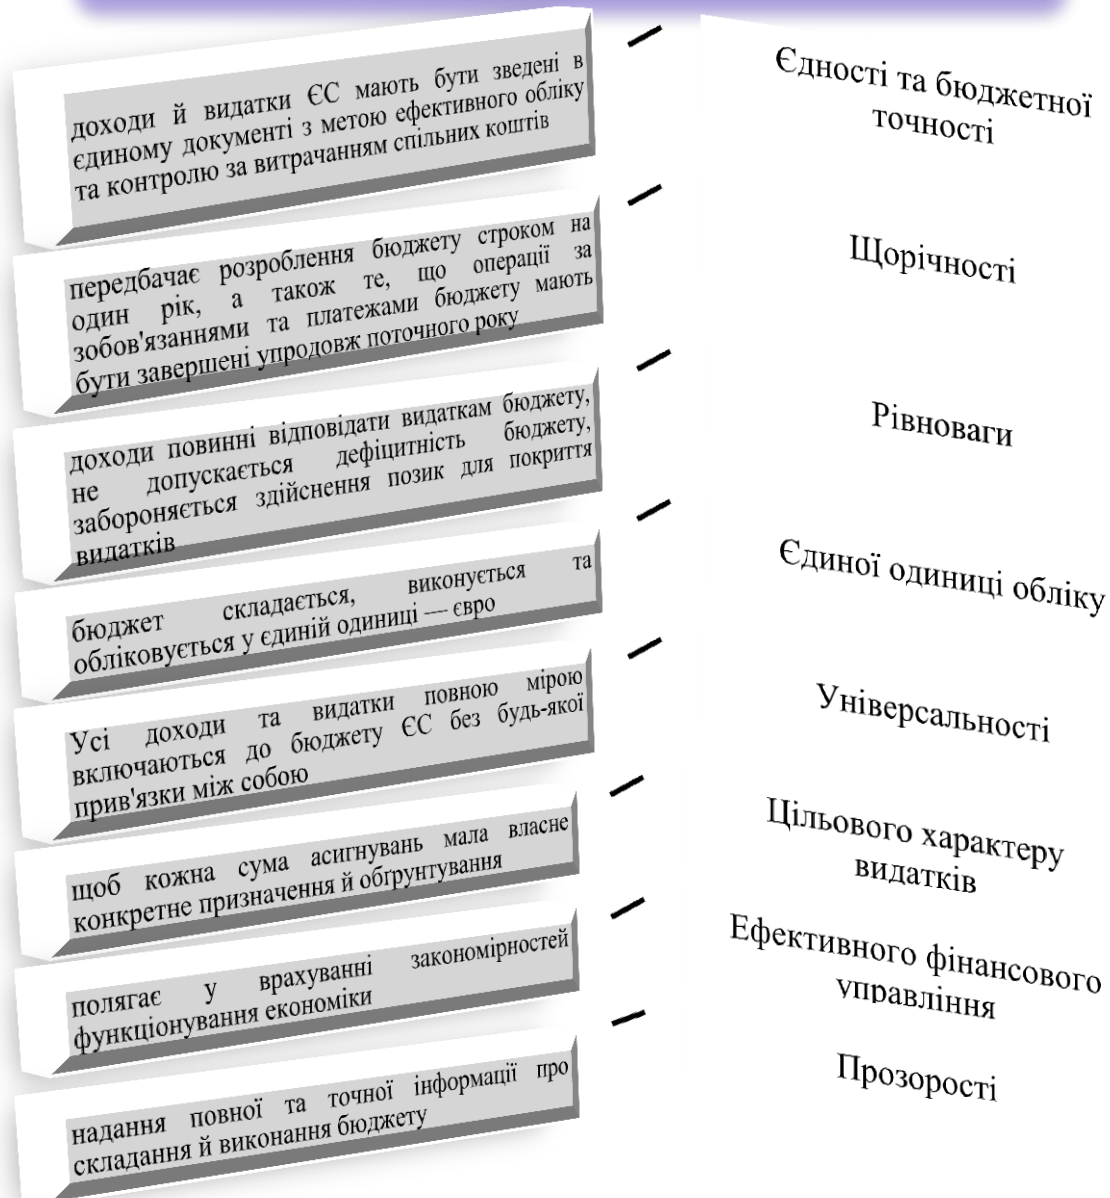 доходи й видатки ЄС мають бути зведені в
єдиному документі з метою ефективного обліку
та контролю за витрачанням спільних коштів
Єдності та бюджетної
точності
передбачає розроблення бюджету строком на
один рік, а також те, що операції за
зобов'язаннями та платежами бюджету мають
бути завершені упродовж поточного року
Щорічності
доходи повинні відповідати видаткам бюджету,
не допускається дефіцитність бюджету,
забороняється здійснення позик для покриття
видатків
Рівноваги
бюджет складається, виконується та
обліковується у єдиній одиниці — євро
Єдиної одиниці обліку
Усі доходи та видатки повною мірою
включаються до бюджету ЄС без будь-якої
прив'язки між собою
Універсальності
щоб кожна сума асигнувань мала власне
конкретне призначення й обґрунтування
Цільового характеру
видатків
полягає у врахуванні закономірностей
функціонування економіки
Ефективного фінансового
управління
надання повної та точної інформації про
складання й виконання бюджету
Прозорості